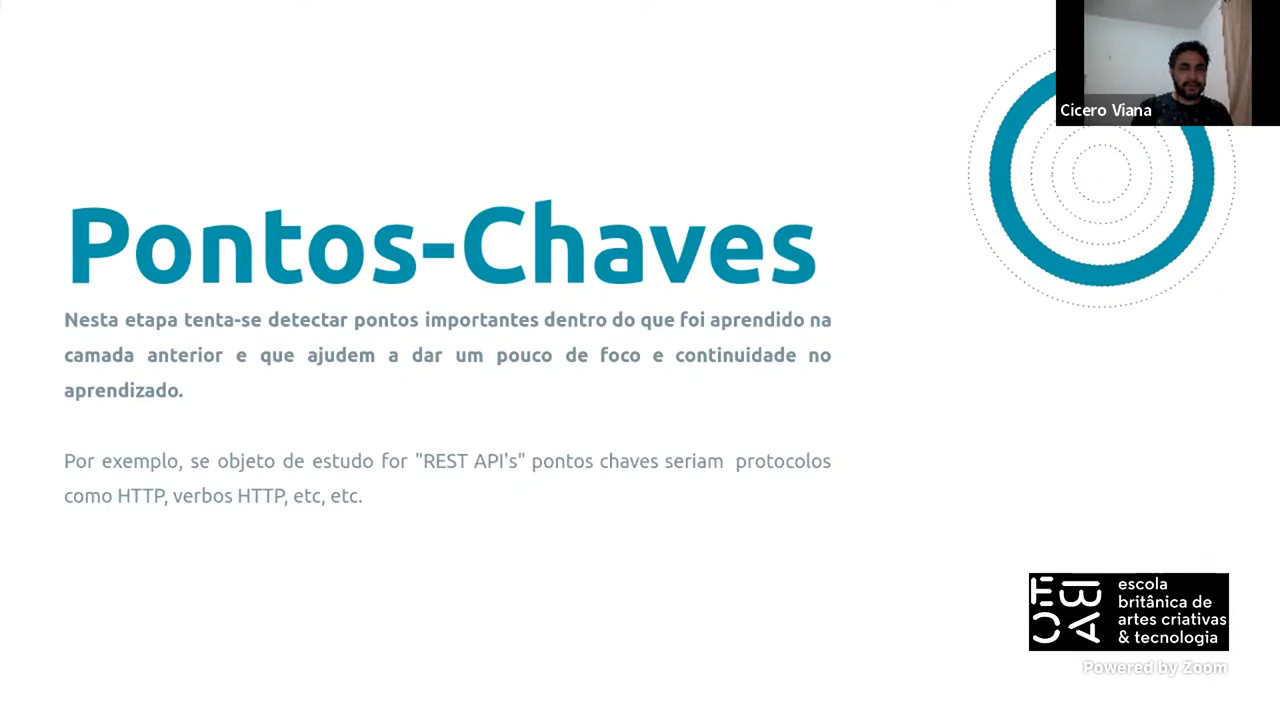 Cicero Viana
Pontos-Chaves
Nesta etapa tenta-se detectar pontos importantes dentro do que foi aprendido na
camada anterior e que ajudem a dar um pouco de foco e continuidade no
aprendizado.
Por exemplo, se objeto de estudo for "REST API's" pontos chaves seriam protocolos
como HTTP, verbos HTTP, etc, etc.
escola
britânica de
artes criativas
& tecnologia
Powered by Zoom